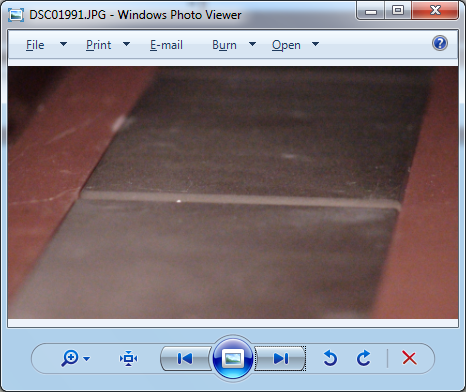 DSC01991.JPG - Windows Photo Viewer
File Print E-mail Burn Open